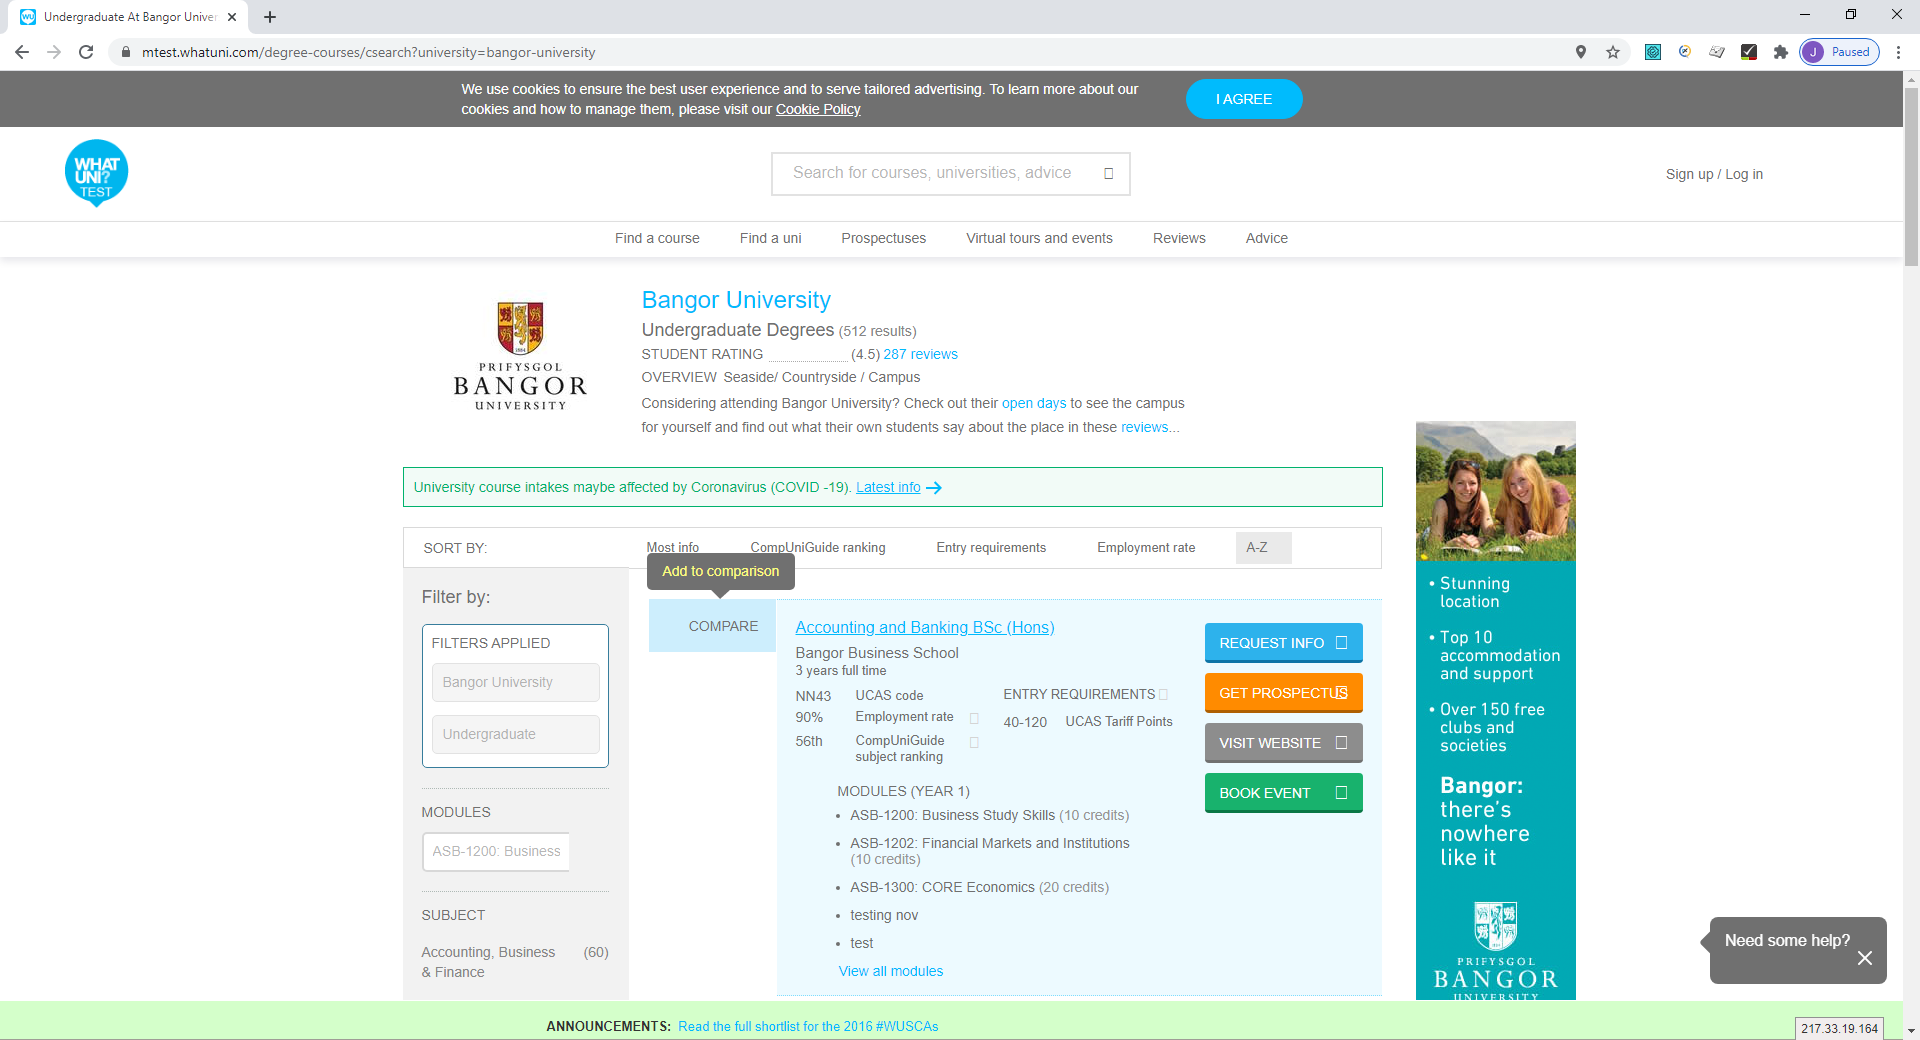 Undergraduate At Bangor Univer
mtest.whatuni.com/degree-courses/csearch?university=bangor-university
J Paused
We use cookies to ensure the best user experience and to serve tailored advertising. To learn more about our
cookies and how to manage them, please visit our Cookie Policy
I AGREE
WHAT
UNI?
TEST
Search for courses, universities, advice
Sign up / Log in
Find a course Find a uni Prospectuses Virtual tours and events Reviews Advice
PRIFYSGOL
BANGOR
UNIVERSITY
Bangor University
Undergraduate Degrees (512 results)
STUDENT RATING (4.5) 287 reviews
OVERVIEW Seaside/ Countryside / Campus
Considering attending Bangor University? Check out their open days to see the campus
for yourself and find out what their own students say about the place in these reviews...
University course intakes maybe affected by Coronavirus (COVID -19). Latest info
SORT BY: Most info CompUniGuide ranking Entry requirements Employment rate A-Z
Add to comparison
Filter by:
FILTERS APPLIED
Bangor University
Undergraduate
MODULES
ASB-1200: Business
SUBJECT
Accounting, Business (60)
& Finance
COMPARE
Accounting and Banking BSc (Hons)
Bangor Business School
3 years full time
NN43 UCAS code
90% Employment rate
56th CompUniGuide
subject ranking
ENTRY REQUIREMENTS
40-120 UCAS Tariff Points
MODULES (YEAR 1)
• ASB-1200: Business Study Skills (10 credits)
• ASB-1202: Financial Markets and Institutions
(10 credits)
• ASB-1300: CORE Economics (20 credits)
• testing nov
• test
View all modules
REQUEST INFO
GET PROSPECTUS
VISIT WEBSITE
BOOK EVENT
• Stunning
location
• Top 10
accommodation
and support
• Over 150 free
clubs and
societies
Bangor:
there's
nowhere
like it
PRIFYSGOL
BANGOR
UNIVERSITY
Need some help?
ANNOUNCEMENTS: Read the full shortlist for the 2016 #WUSCAs
217.33.19.164